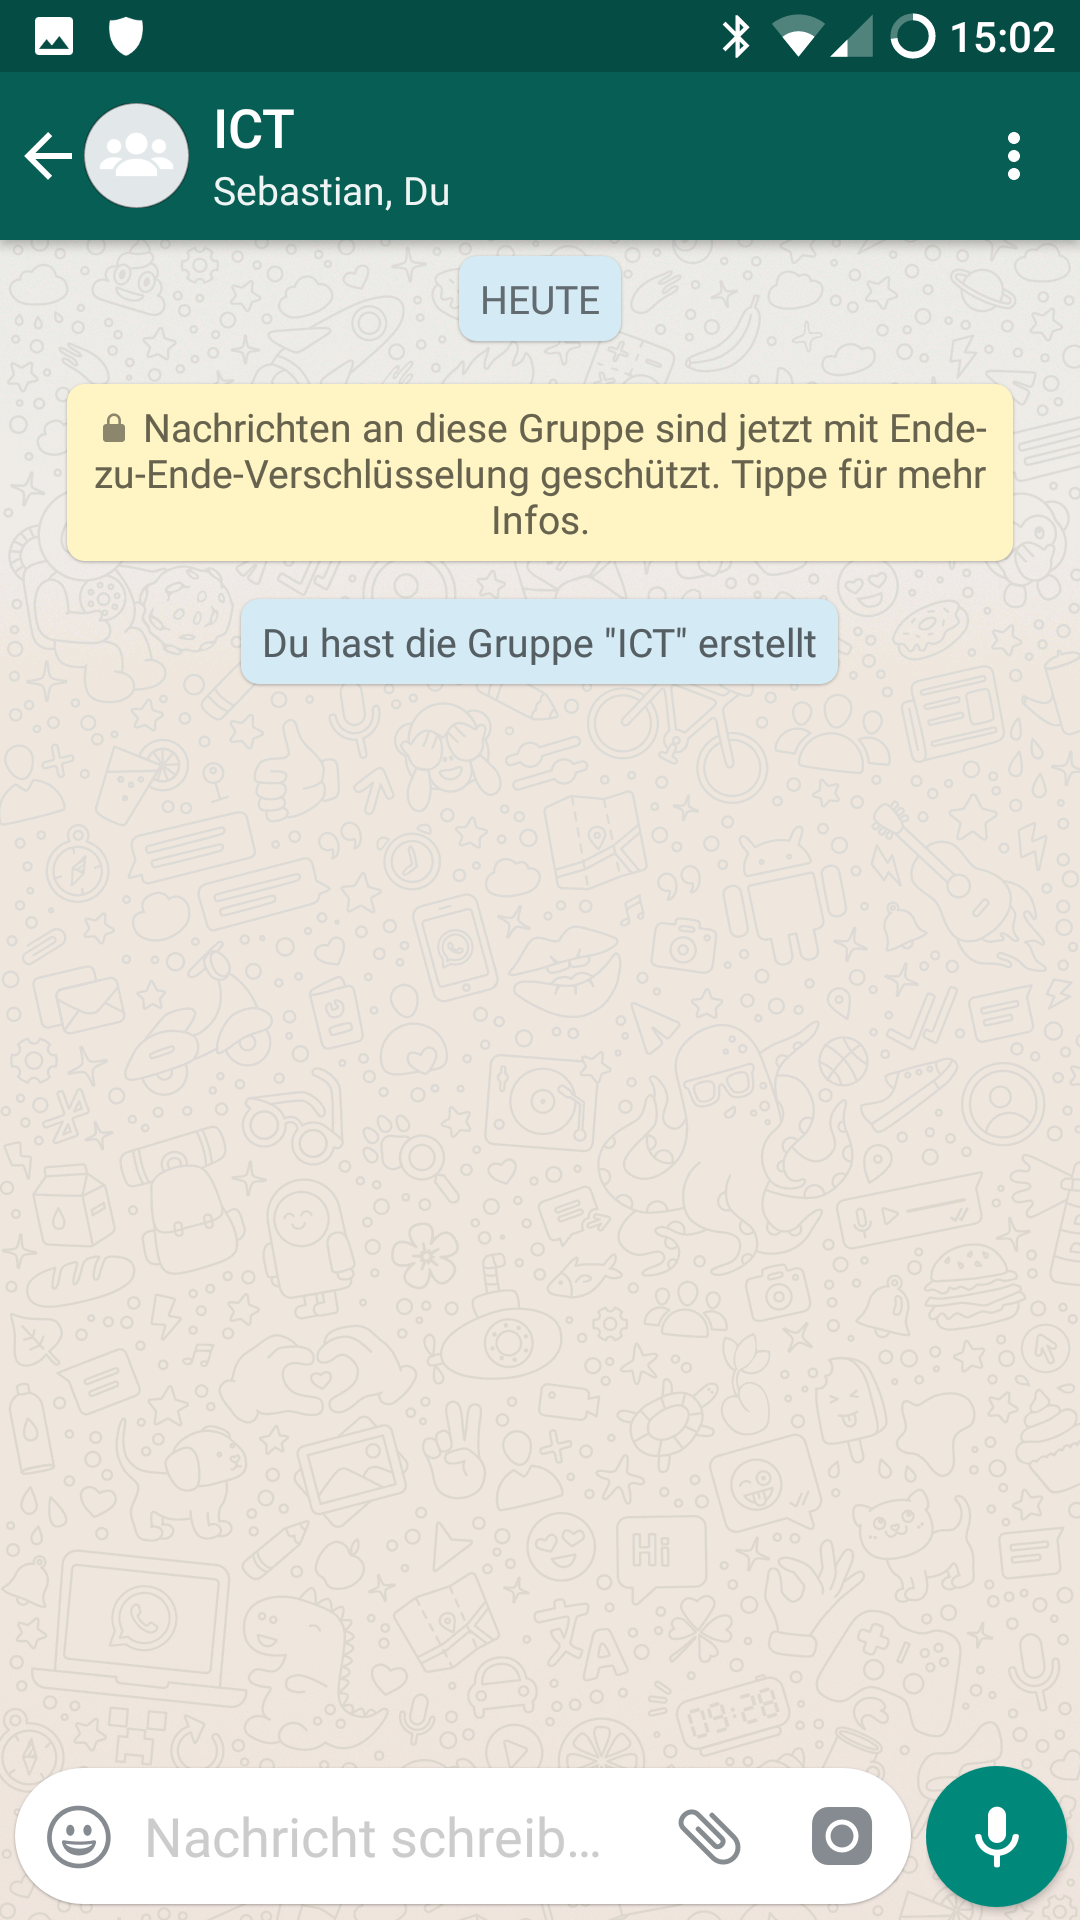 15:02
ICT
Sebastian, Du
HEUTE
Nachrichten an diese Gruppe sind jetzt mit Ende-
zu-Ende-Verschlüsselung geschützt. Tippe für mehr
Infos.
Du hast die Gruppe "ICT" erstellt
Hi
09:28
Nachricht schreib...